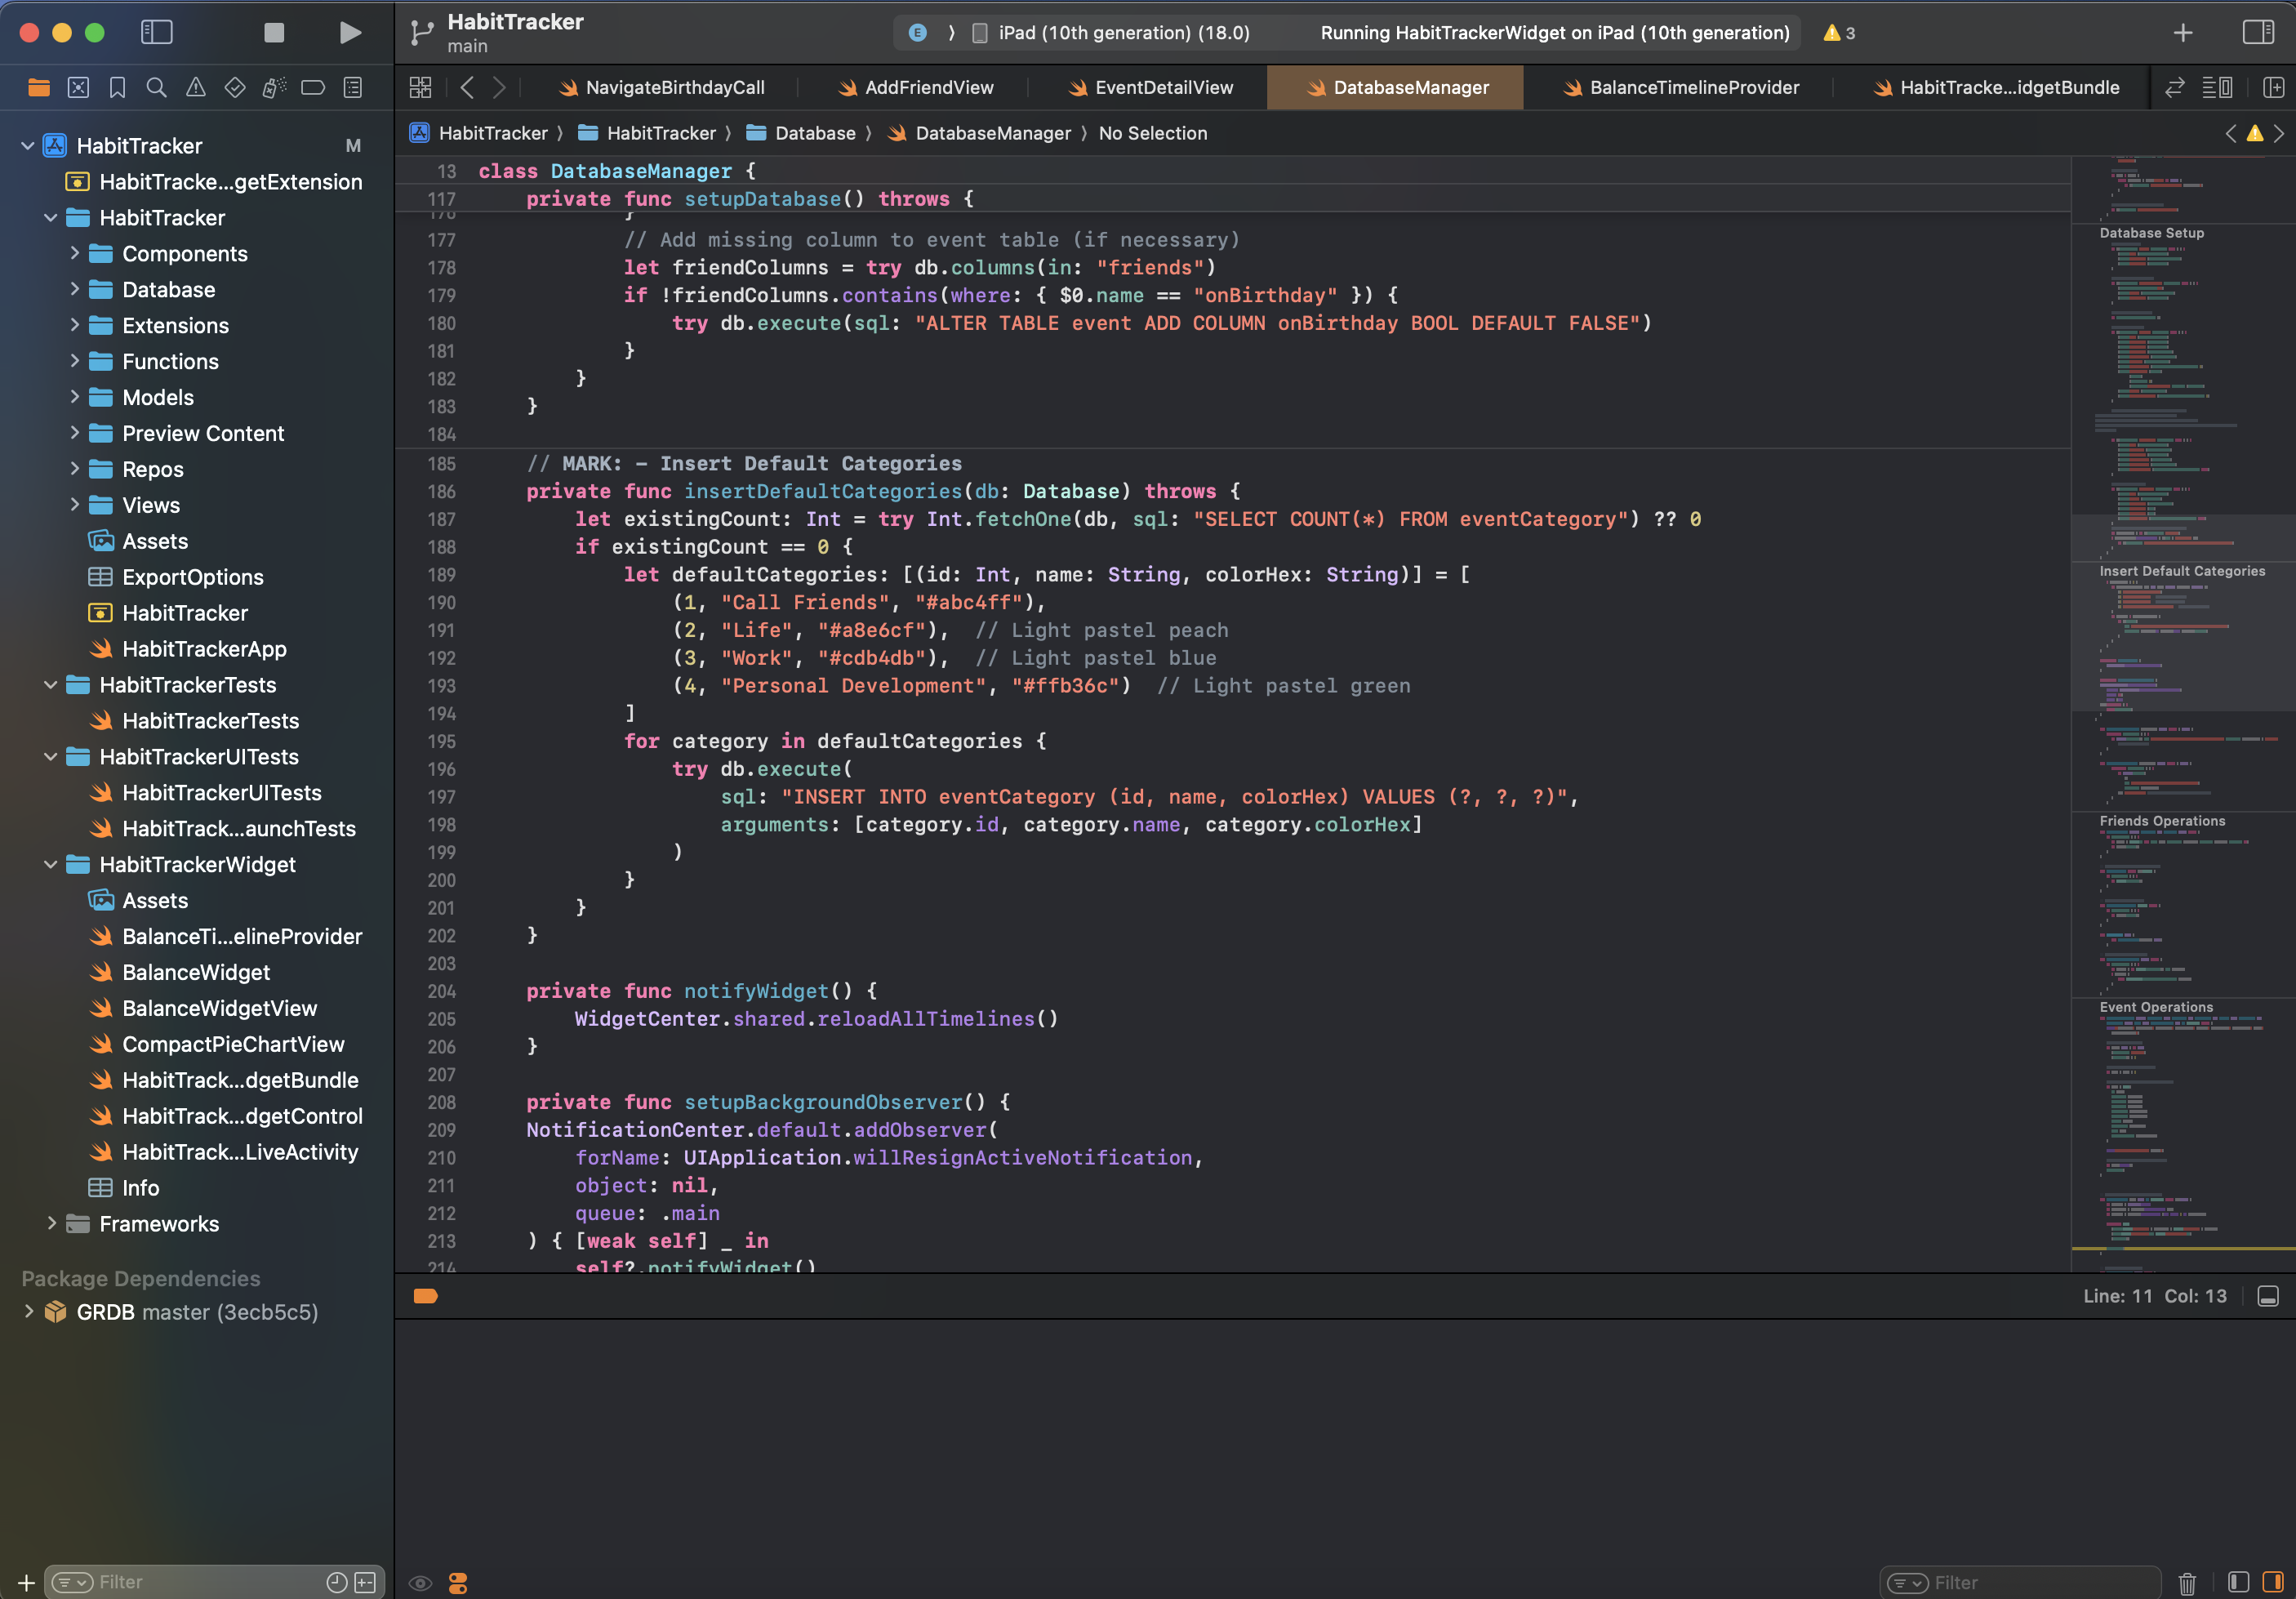 HabitTracker
main
E
iPad (10th generation) (18.0)
Running HabitTrackerWidget on iPad (10th generation)
3
NavigateBirthdayCall
AddFriendView
EventDetailView
DatabaseManager
BalanceTimelineProvider
HabitTracke...idgetBundle
HabitTracker 〉 HabitTracker 〉 Database 〉 DatabaseManager 〉 No Selection
HabitTracker M
HabitTracke...getExtension
HabitTracker
Components
Database
Extensions
Functions
Models
Preview Content
Repos
Views
Assets
ExportOptions
HabitTracker
HabitTrackerApp
HabitTrackerTests
HabitTrackerTests
HabitTrackerUITests
HabitTrackerUITests
HabitTrack...aunchTests
HabitTrackerWidget
Assets
BalanceTi...elineProvider
BalanceWidget
BalanceWidgetView
CompactPieChartView
HabitTrack...dgetBundle
HabitTrack...dgetControl
HabitTrack...LiveActivity
Info
Frameworks
Package Dependencies
GRDB master (3ecb5c5)
Filter
13 class DatabaseManager {
117 private func setupDatabase() throws {
176 }
177 // Add missing column to event table (if necessary)
178 let friendColumns = try db.columns(in: "friends")
179 if !friendColumns.contains(where: { $0.name == "onBirthday" }) {
180 try db.execute(sql: "ALTER TABLE event ADD COLUMN onBirthday BOOL DEFAULT FALSE")
181 }
182 }
183 }
184
185 // MARK: - Insert Default Categories
186 private func insertDefaultCategories(db: Database) throws {
187 let existingCount: Int = try Int.fetchOne(db, sql: "SELECT COUNT(*) FROM eventCategory") ?? 0
188 if existingCount == 0 {
189 let defaultCategories: [(id: Int, name: String, colorHex: String)] = [
190 (1, "Call Friends", "#abc4ff"),
191 (2, "Life", "#a8e6cf"), // Light pastel peach
192 (3, "Work", "#cdb4db"), // Light pastel blue
193 (4, "Personal Development", "#ffb36c") // Light pastel green
194 ]
195 for category in defaultCategories {
196 try db.execute(
197 sql: "INSERT INTO eventCategory (id, name, colorHex) VALUES (?, ?, ?)",
198 arguments: [category.id, category.name, category.colorHex]
199 )
200 }
201 }
202 }
203
204 private func notifyWidget() {
205 WidgetCenter.shared.reloadAllTimelines()
206 }
207
208 private func setupBackgroundObserver() {
209 NotificationCenter.default.addObserver(
210 forName: UIApplication.willResignActiveNotification,
211 object: nil,
212 queue: .main
213 ) { [weak self] _ in
214 self?.notifyWidget()
Database Setup
Insert Default Categories
Friends Operations
Event Operations
Line: 11 Col: 13
Filter